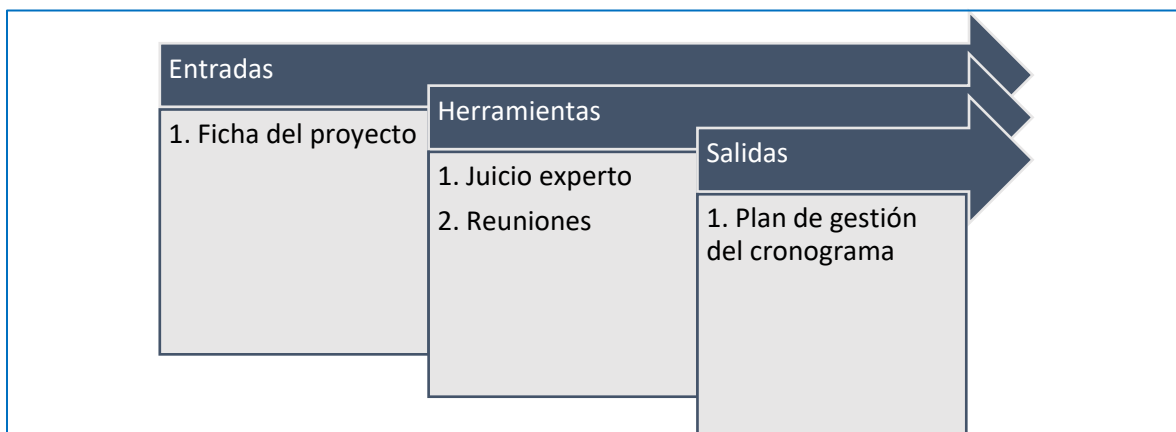 Entradas
1. Ficha del proyecto
Herramientas
1. Juicio experto
2. Reuniones
Salidas
1. Plan de gestión
del cronograma